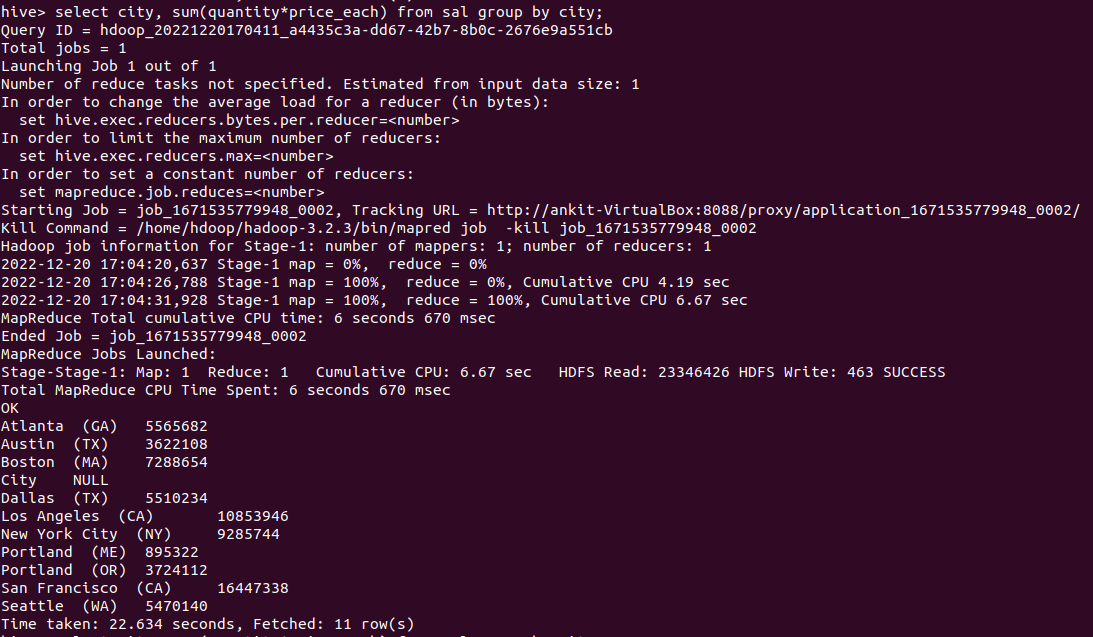 hive> select city, sum(quantity*price_each) from sal group by city;
Query ID = hdoop_20221220170411_a4435c3a-dd67-42b7-8b0c-2676e9a551cb
Total jobs = 1
Launching Job 1 out of 1
Number of reduce tasks not specified. Estimated from input data size: 1
In order to change the average load for a reducer (in bytes):
  set hive.exec.reducers.bytes.per.reducer=<number>
In order to limit the maximum number of reducers:
  set hive.exec.reducers.max=<number>
In order to set a constant number of reducers:
  set mapreduce.job.reduces=<number>
Starting Job = job_1671535779948_0002, Tracking URL = http://ankit-VirtualBox:8088/proxy/application_1671535779948_0002/
Kill Command = /home/hdoop/hadoop-3.2.3/bin/mapred job  -kill job_1671535779948_0002
Hadoop job information for Stage-1: number of mappers: 1; number of reducers: 1
2022-12-20 17:04:20,637 Stage-1 map = 0%,  reduce = 0%
2022-12-20 17:04:26,788 Stage-1 map = 100%,  reduce = 0%, Cumulative CPU 4.19 sec
2022-12-20 17:04:31,928 Stage-1 map = 100%,  reduce = 100%, Cumulative CPU 6.67 sec
MapReduce Total cumulative CPU time: 6 seconds 670 msec
Ended Job = job_1671535779948_0002
MapReduce Jobs Launched:
Stage-Stage-1: Map: 1  Reduce: 1   Cumulative CPU: 6.67 sec   HDFS Read: 23346426 HDFS Write: 463 SUCCESS
Total MapReduce CPU Time Spent: 6 seconds 670 msec
OK
Atlanta  (GA)	5565682
Austin  (TX)	3622108
Boston  (MA)	7288654
City	NULL
Dallas  (TX)	5510234
Los Angeles  (CA)	10853946
New York City  (NY)	9285744
Portland  (ME)	895322
Portland  (OR)	3724112
San Francisco  (CA)	16447338
Seattle  (WA)	5470140
Time taken: 22.634 seconds, Fetched: 11 row(s)